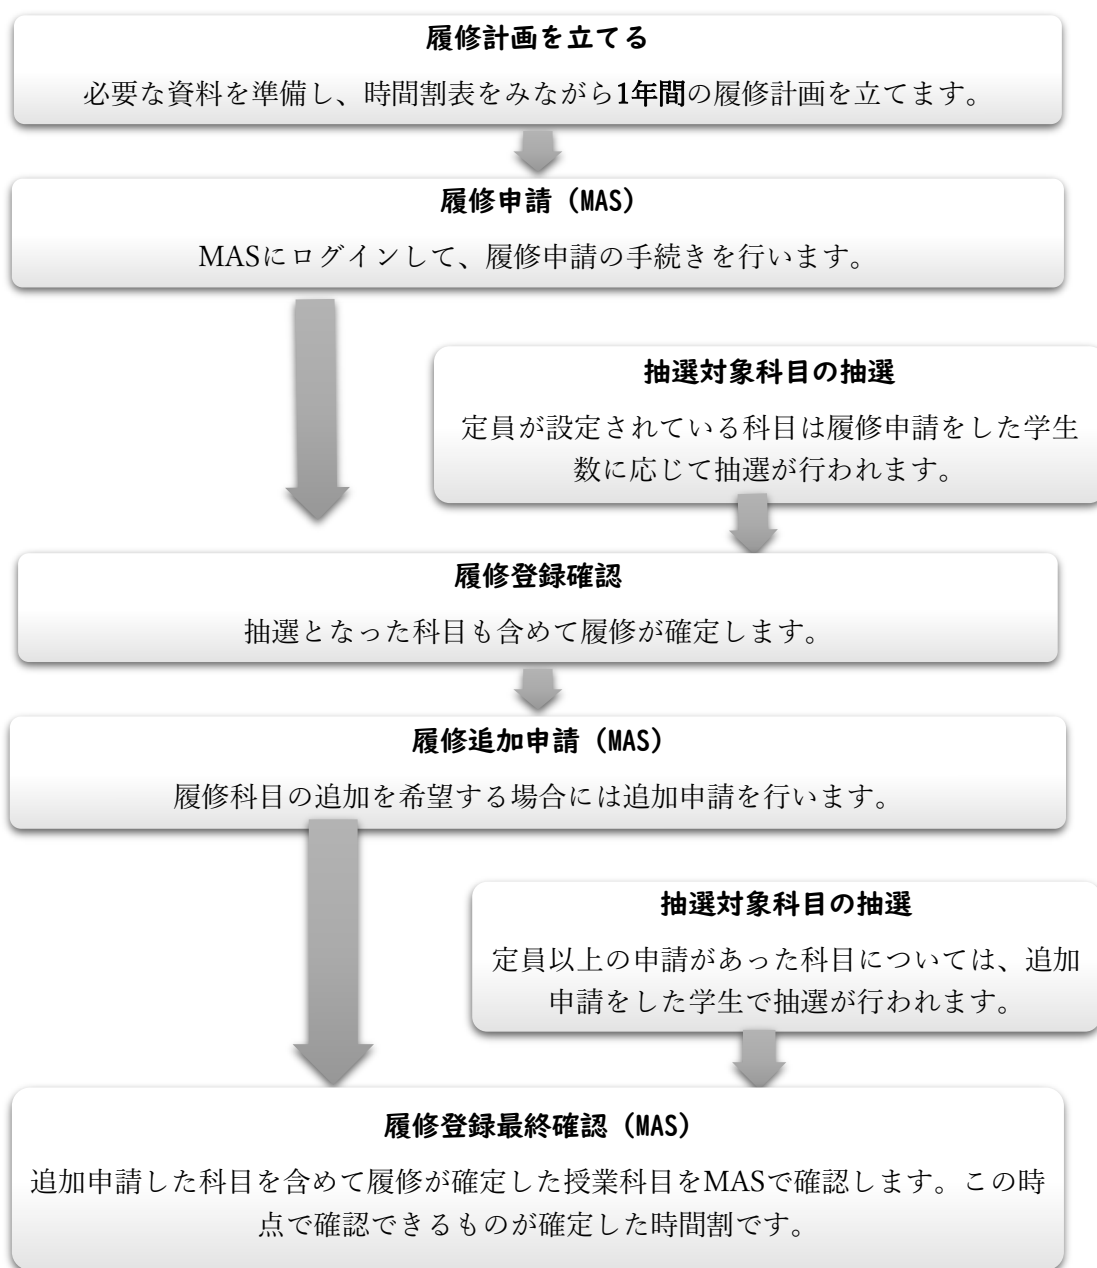 履修計画を立てる
必要な資料を準備し、時間割表をみながら1年間の履修計画を立てます。
履修申請（MAS）
MASにログインして、履修申請の手続きを行います。
抽選対象科目の抽選
定員が設定されている科目は履修申請をした学生
数に応じて抽選が行われます。
履修登録確認
抽選となった科目も含めて履修が確定します。
履修追加申請（MAS）
履修科目の追加を希望する場合には追加申請を行います。
抽選対象科目の抽選
定員以上の申請があった科目については、追加
申請をした学生で抽選が行われます。
履修登録最終確認（MAS）
追加申請した科目を含めて履修が確定した授業科目をMASで確認します。この時
点で確認できるものが確定した時間割です。